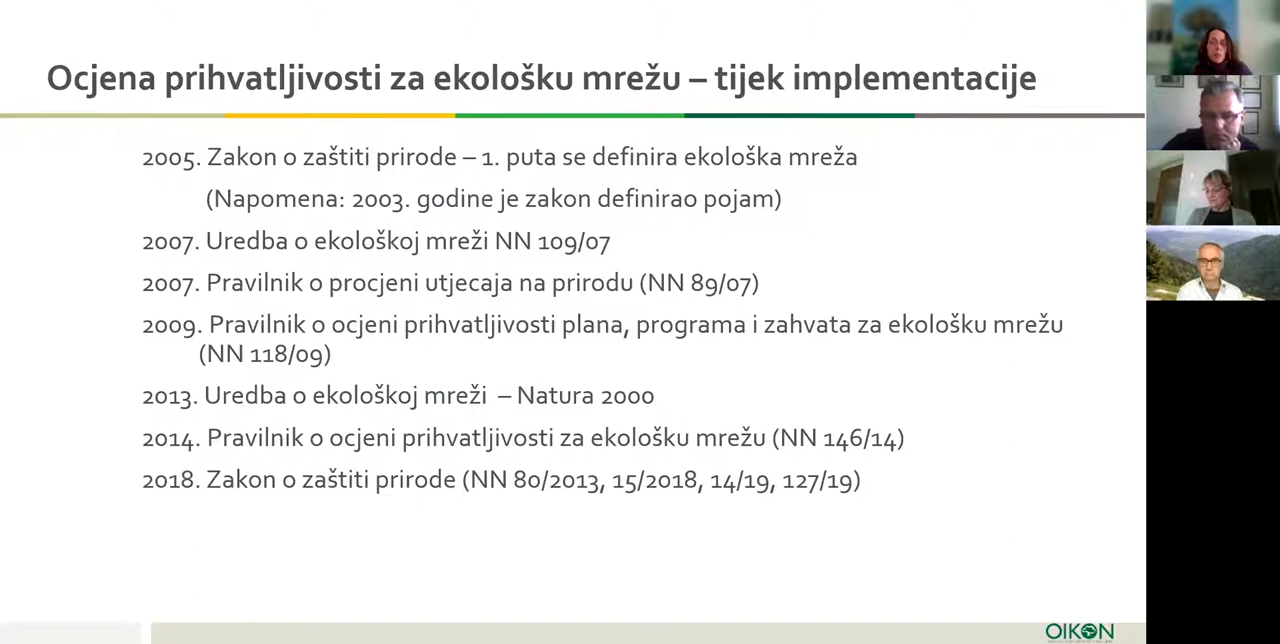 Ocjena prihvatljivosti za ekološku mrežu – tijek implementacije
2005. Zakon o zaštiti prirode – 1. puta se definira ekološka mreža
(Napomena: 2003. godine je zakon definirao pojam)
2007. Uredba o ekološkoj mreži NN 109/07
2007. Pravilnik o procjeni utjecaja na prirodu (NN 89/07)
2009. Pravilnik o ocjeni prihvatljivosti plana, programa i zahvata za ekološku mrežu
(NN 118/09)
2013. Uredba o ekološkoj mreži – Natura 2000
2014. Pravilnik o ocjeni prihvatljivosti za ekološku mrežu (NN 146/14)
2018. Zakon o zaštiti prirode (NN 80/2013, 15/2018, 14/19, 127/19)
OIKON